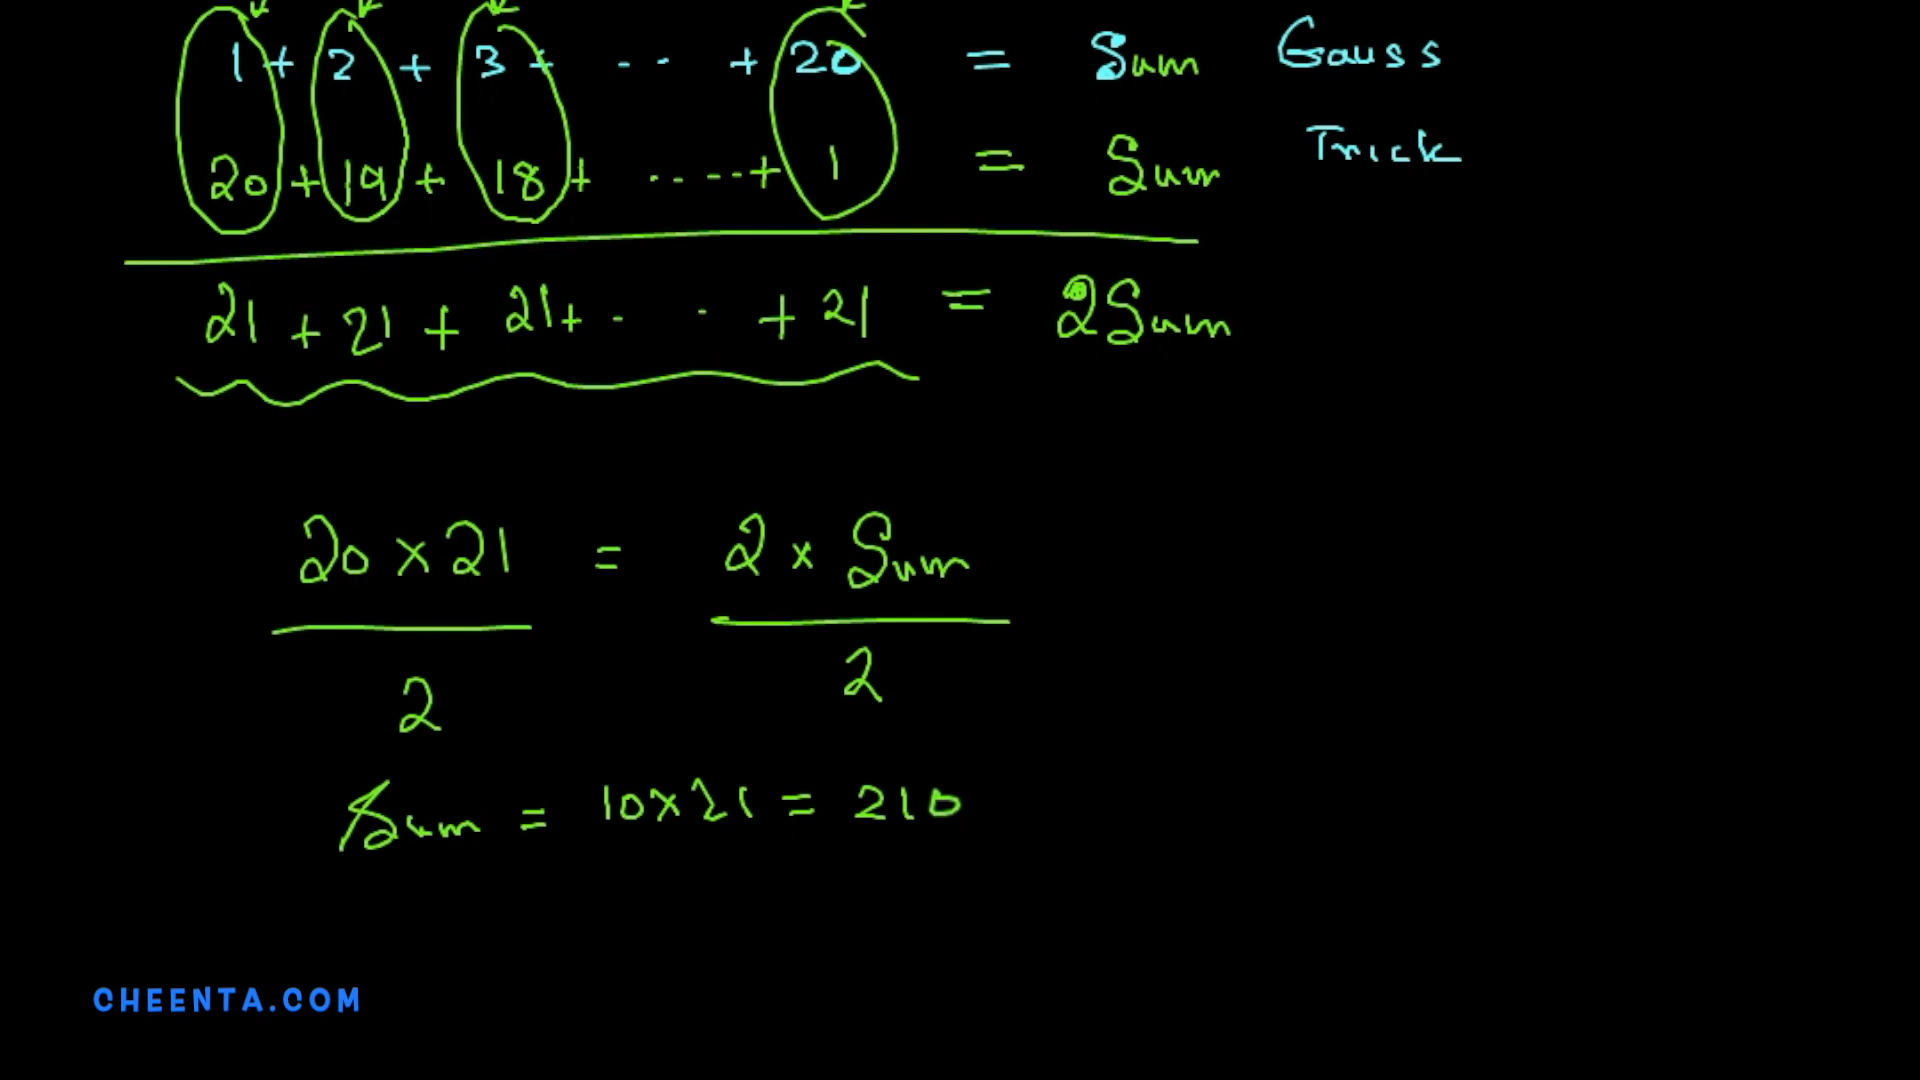 1 + 2 + 3 + ... + 20 = Sum Gauss
20 + 19 + 18 + ..... + 1 = Sum Trick
21 + 21 + 21 + . . + 21 = 2Sum
20 × 21 = 2 × Sum
2 2
Sum = 10 × 21 = 210
CHEENTA.COM